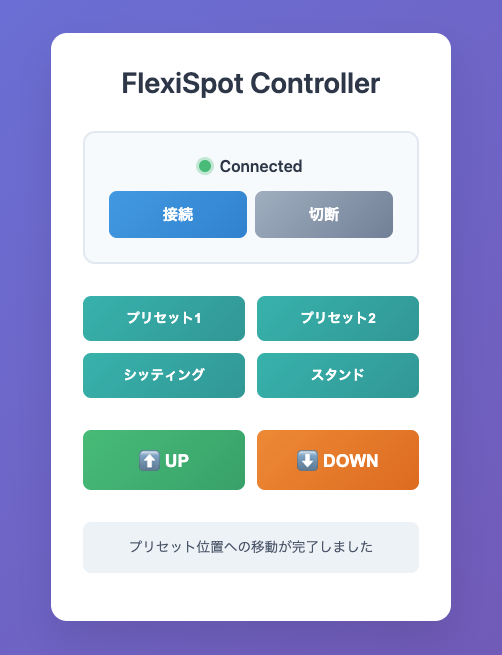 FlexiSpot Controller
Connected
接続
切断
プリセット1
プリセット2
シッティング
スタンド
⬆️ UP
⬇️ DOWN
プリセット位置への移動が完了しました